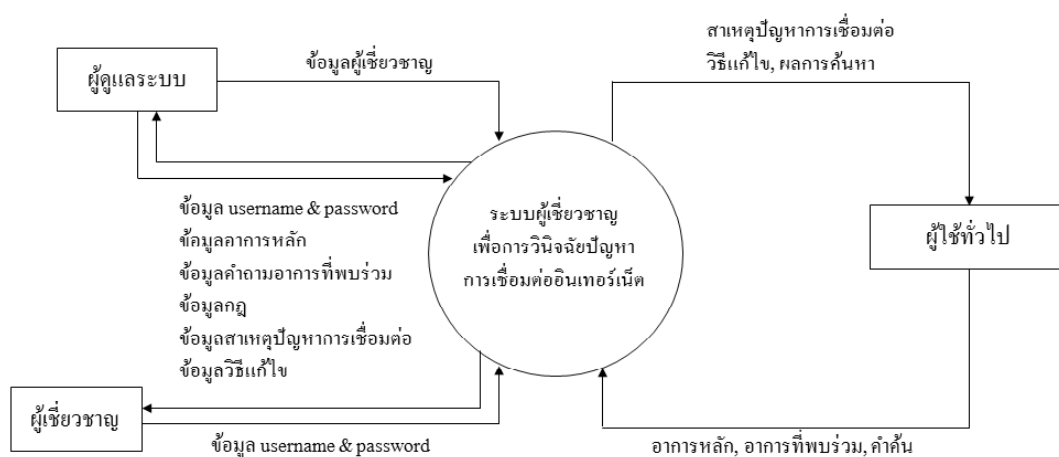 สาเหตุปัญหาการเชื่อมต่อ
วิธีแก้ไข, ผลการค้นหา
ข้อมูลผู้เชี่ยวชาญ
ผู้ดูแลระบบ
ข้อมูล username & password
ข้อมูลอาการหลัก
ข้อมูลคำถามอาการที่พบร่วม
ข้อมูลกฎ
ข้อมูลสาเหตุปัญหาการเชื่อมต่อ
ข้อมูลวิธีแก้ไข
ระบบผู้เชี่ยวชาญ
เพื่อการวินิจฉัยปัญหา
การเชื่อมต่ออินเทอร์เน็ต
ผู้ใช้ทั่วไป
ผู้เชี่ยวชาญ
ข้อมูล username & password
อาการหลัก, อาการที่พบร่วม, คำค้น